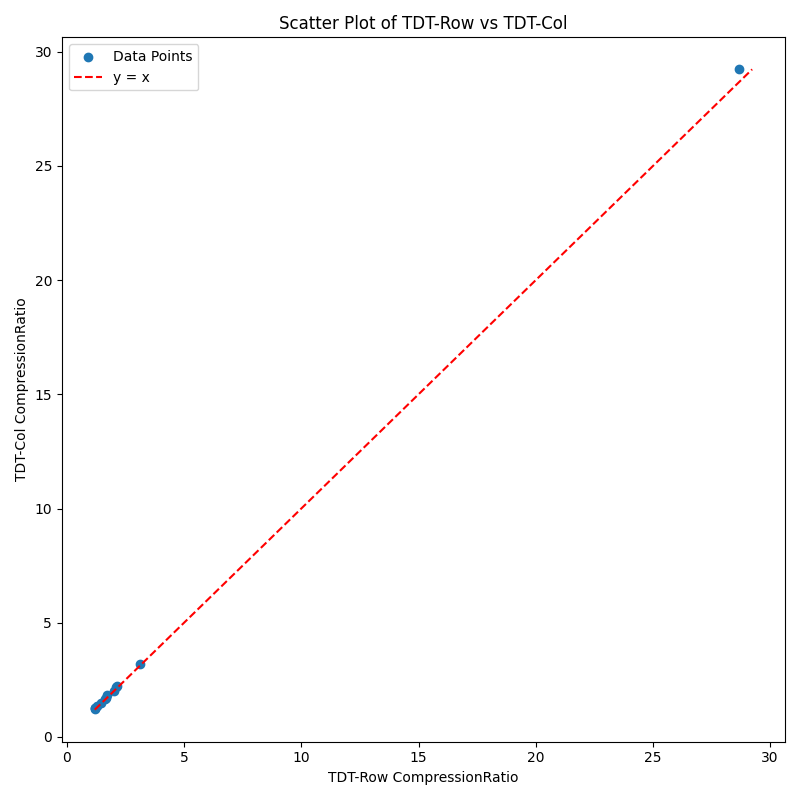 Scatter Plot of TDT-Row vs TDT-Col
Data Points
y = x
30
25
20
15
10
5
0
TDT-Col CompressionRatio
0 5 10 15 20 25 30
TDT-Row CompressionRatio